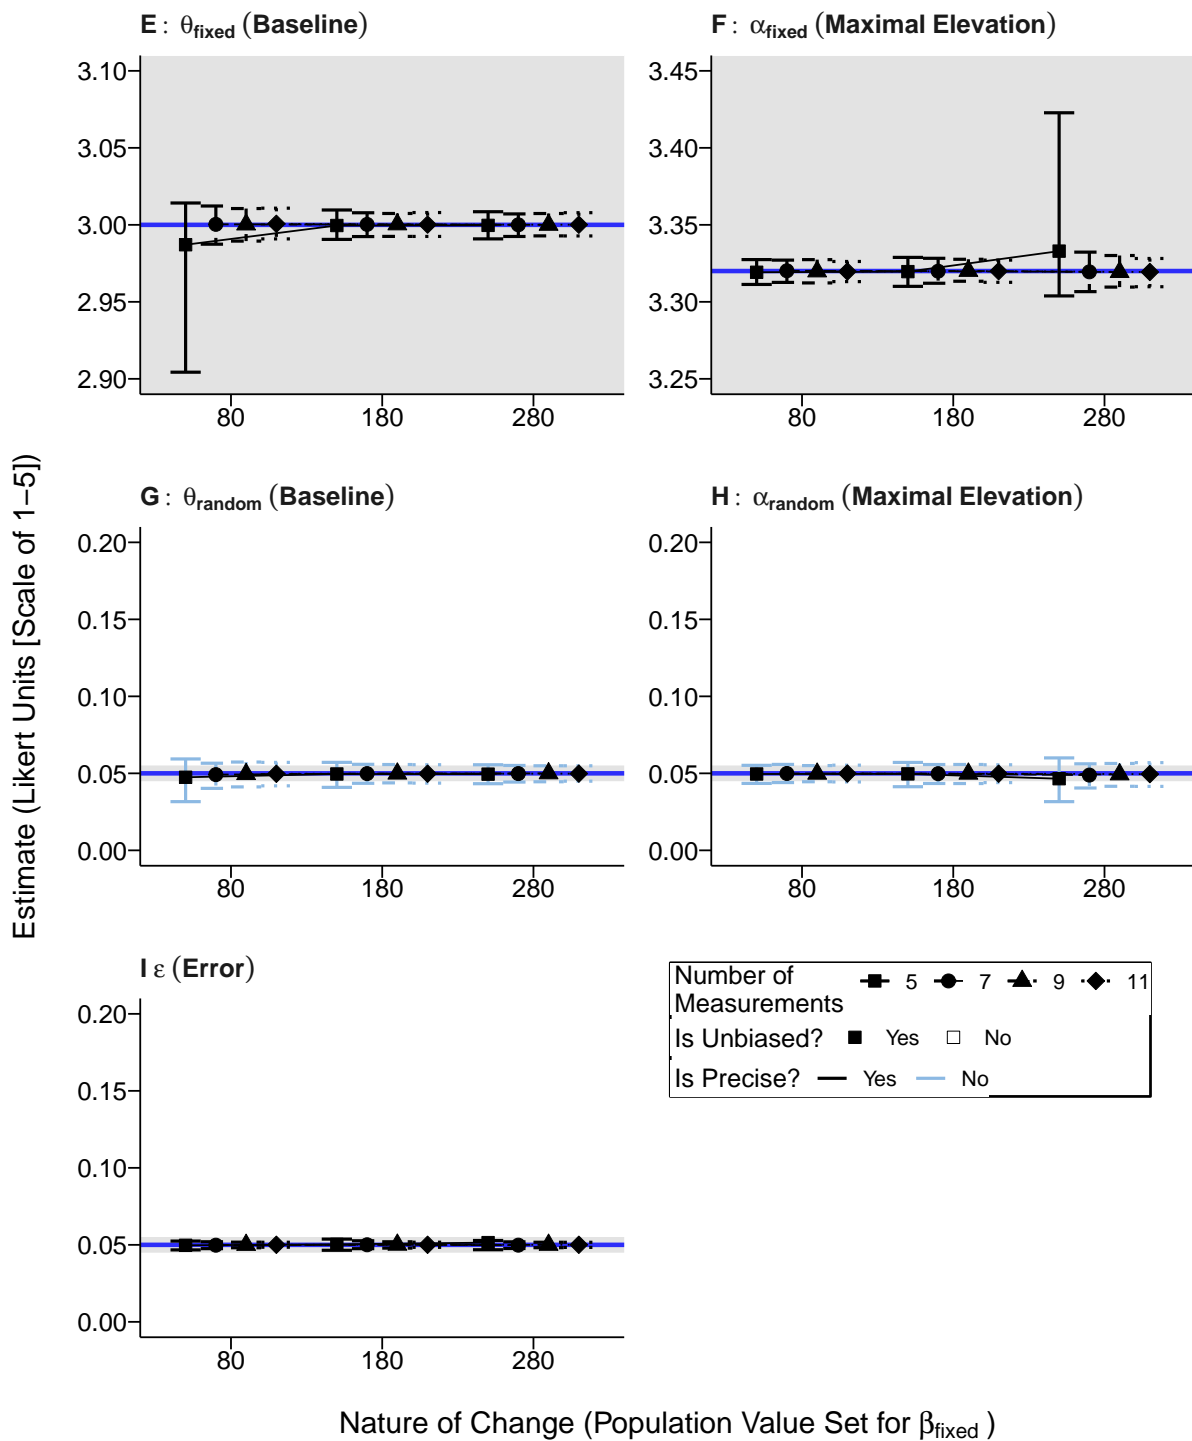 E : θfixed (Baseline)
3.10
3.05
3.00
2.95
2.90
80 180 280
F : αfixed (Maximal Elevation)
3.45
3.40
3.35
3.30
3.25
80 180 280
Estimate (Likert Units [Scale of 1−5])
G : θrandom (Baseline)
0.20
0.15
0.10
0.05
0.00
80 180 280
H : αrandom (Maximal Elevation)
0.20
0.15
0.10
0.05
0.00
80 180 280
I ε (Error)
0.20
0.15
0.10
0.05
0.00
80 180 280
Number of
Measurements 5 7 9 11
Is Unbiased? Yes No
Is Precise? Yes No
Nature of Change (Population Value Set for βfixed )